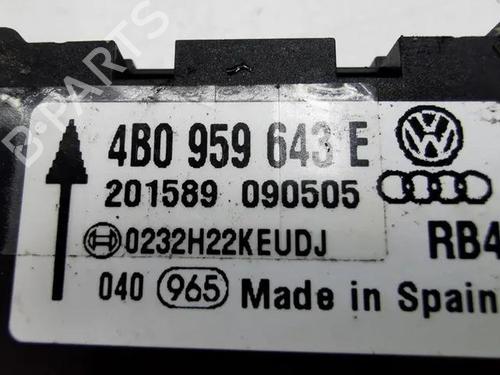 B-PARTS
4B0 959 643 E
201589 090505
0232H22KEUDJ
RB4
040 965 Made in Spain